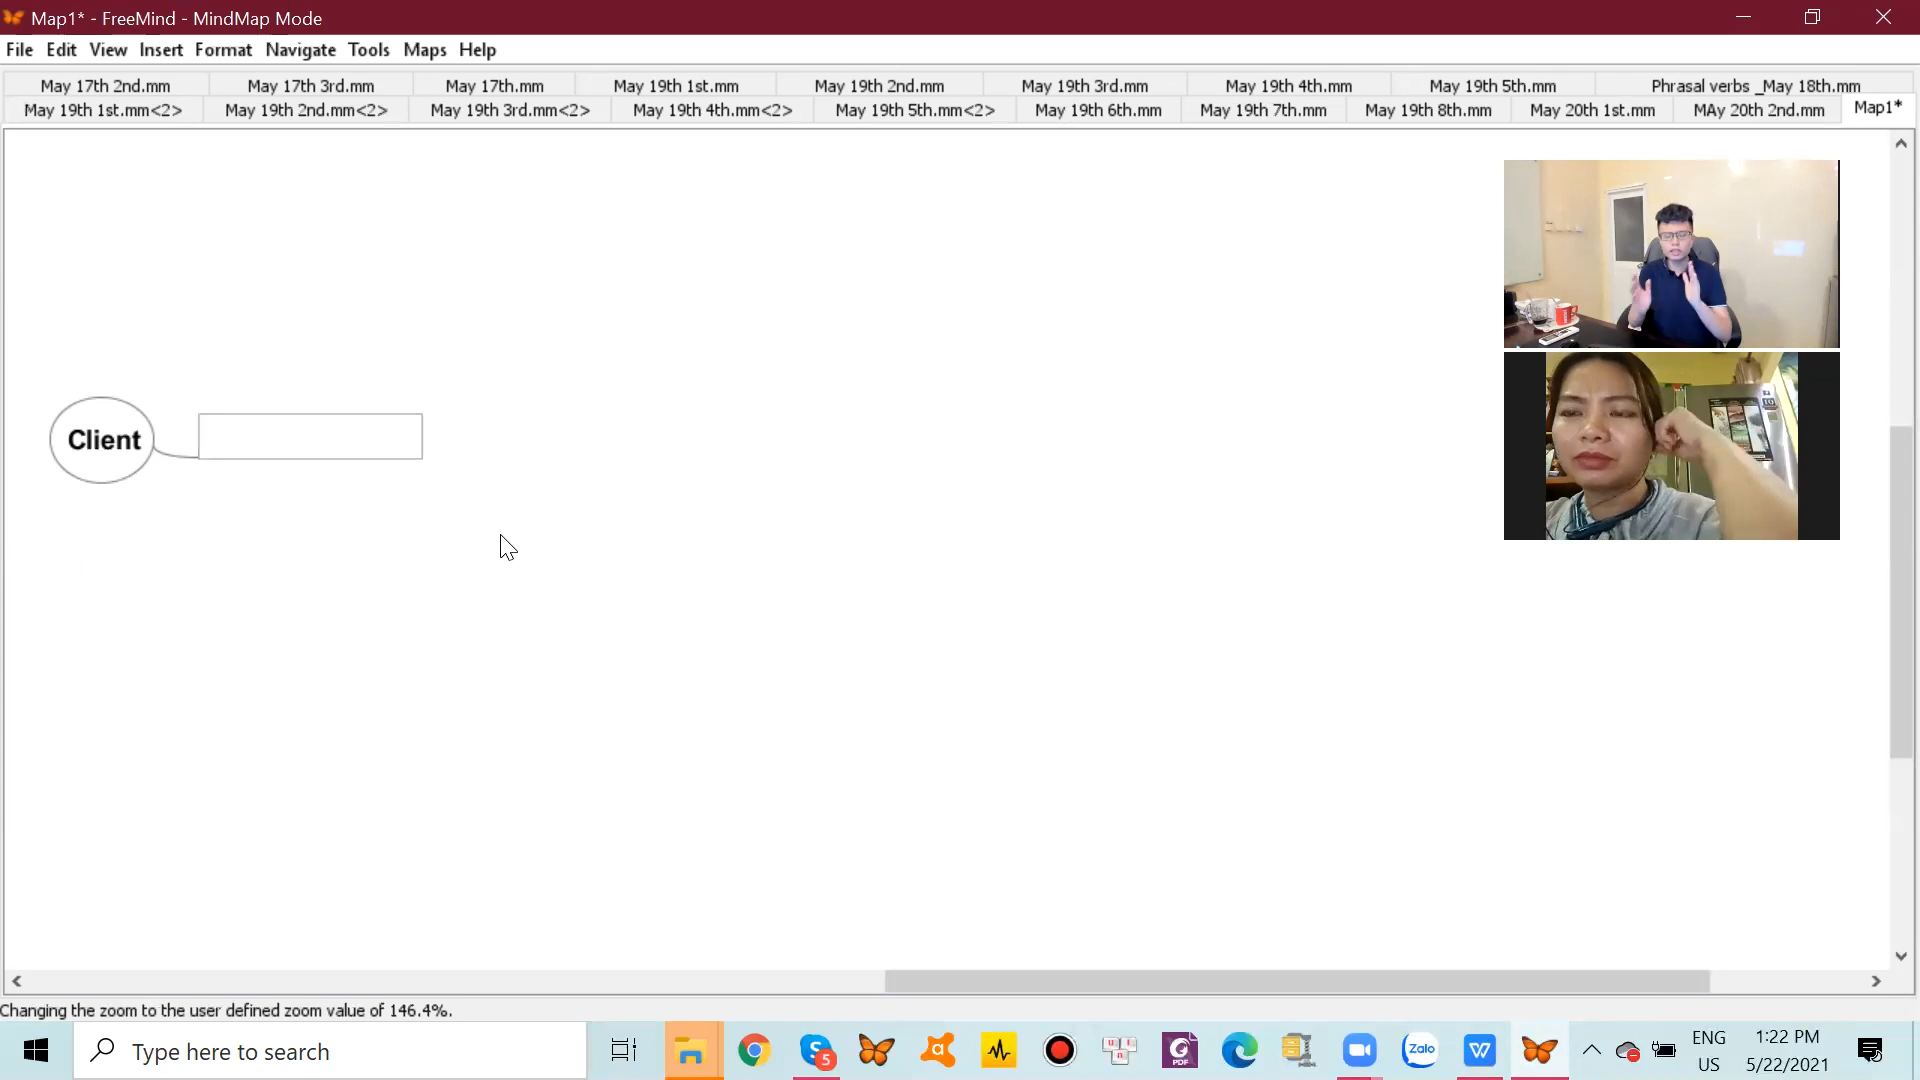 Map1* - FreeMind - MindMap Mode
File Edit View Insert Format Navigate Tools Maps Help
May 17th 2nd.mm May 17th 3rd.mm May 17th.mm May 19th 1st.mm May 19th 2nd.mm May 19th 3rd.mm May 19th 4th.mm May 19th 5th.mm Phrasal verbs _May 18th.mm
May 19th 1st.mm<2> May 19th 2nd.mm<2> May 19th 3rd.mm<2> May 19th 4th.mm<2> May 19th 5th.mm<2> May 19th 6th.mm May 19th 7th.mm May 19th 8th.mm May 20th 1st.mm MAy 20th 2nd.mm Map1*
Client
Changing the zoom to the user defined zoom value of 146.4%.
Type here to search
5
PDF
Zalo
W
ENG
US
1:22 PM
5/22/2021